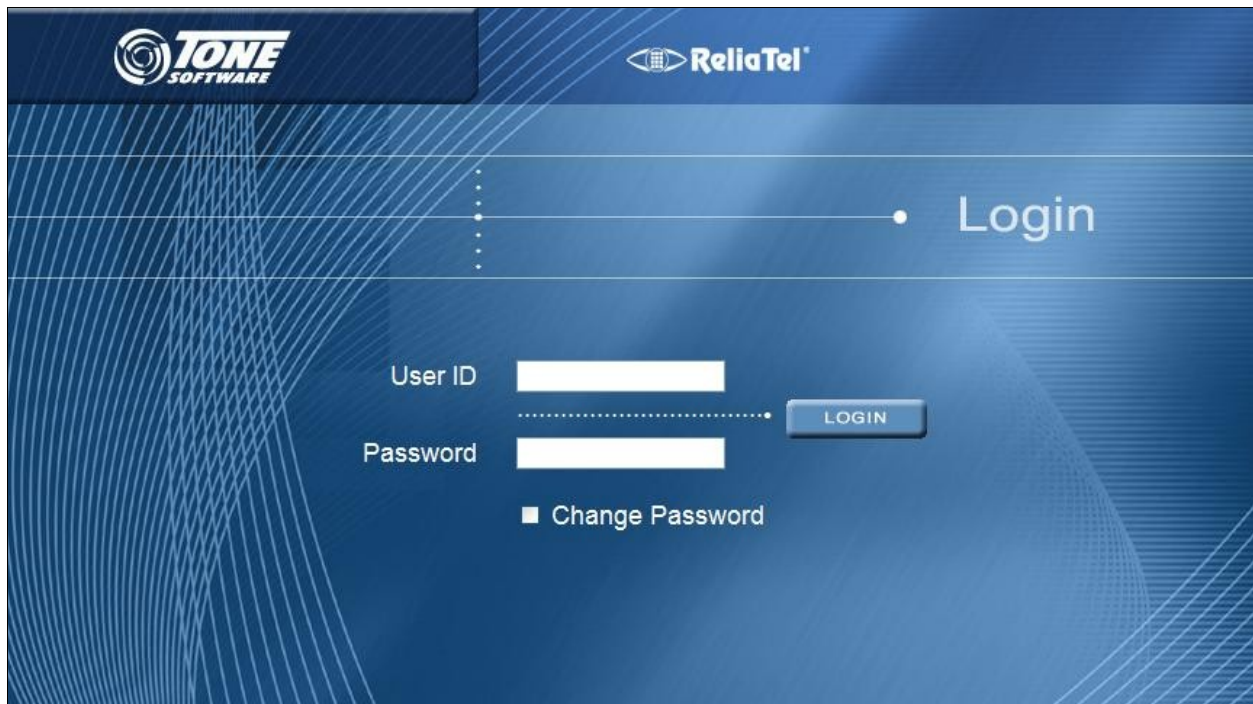 TONE
SOFTWARE
ReliaTel®
Login
User ID
LOGIN
Password
Change Password